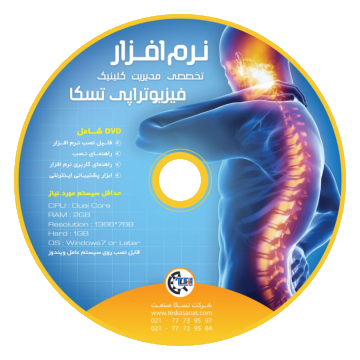 نرم افزار
تخصصی مدیریت کلینیک
فیزیوتراپی تسکا
DVD شامل
فایل نصب نرم افزار
راهنمای نصب
راهنمای کاربری نرم افزار
ابزار پشتیبانی اینترنتی
حداقل سیستم مورد نیاز
CPU : Dual Core
RAM : 2GB
Resolution : 1366*768
Hard : 1GB
OS : Windows7 or Later
قابل نصب روی سیستم عامل ویندوز
TESKA
شرکت تسکا صنعت
www.teskasanat.com
021 - 77 73 95 97
021 - 77 73 95 84